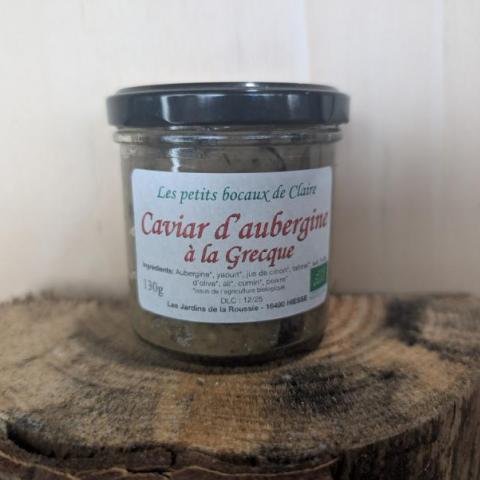 Les petits bocaux de Claire
Caviar d'aubergine
à la Grecque
Ingrédients: Aubergine*, yaourt*, jus de citron*, tahiné*, sel,
d'olive*, ail*, cumin*, poivre*
*issus de l'agriculture biologique
130g
DLC : 12/25
Les Jardins de la Roussie - 16490 HIESSE